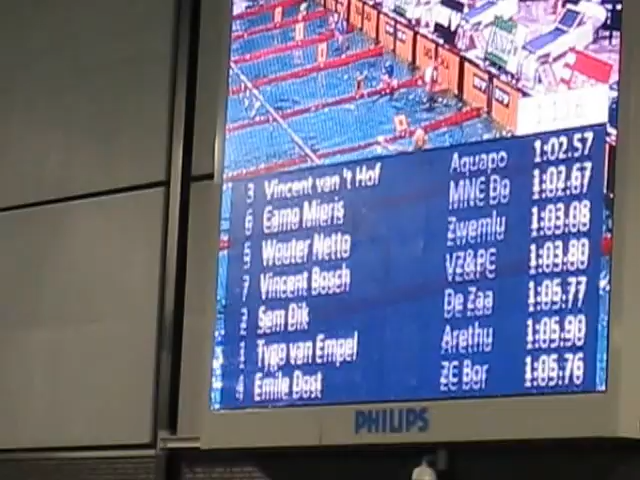 3 Vincent van 't Hof Aquapo 1:02.57
6 Eamo Mieris MNC Do 1:02.67
5 Wouter Netto Zwemlu 1:03.08
7 Vincent Bosch VZ&PC 1:03.80
2 Sem Dik De Zaa 1:05.77
1 Tygo van Empel Arethu 1:05.90
4 Emile Dost ZC Bor 1:05.76
PHILIPS